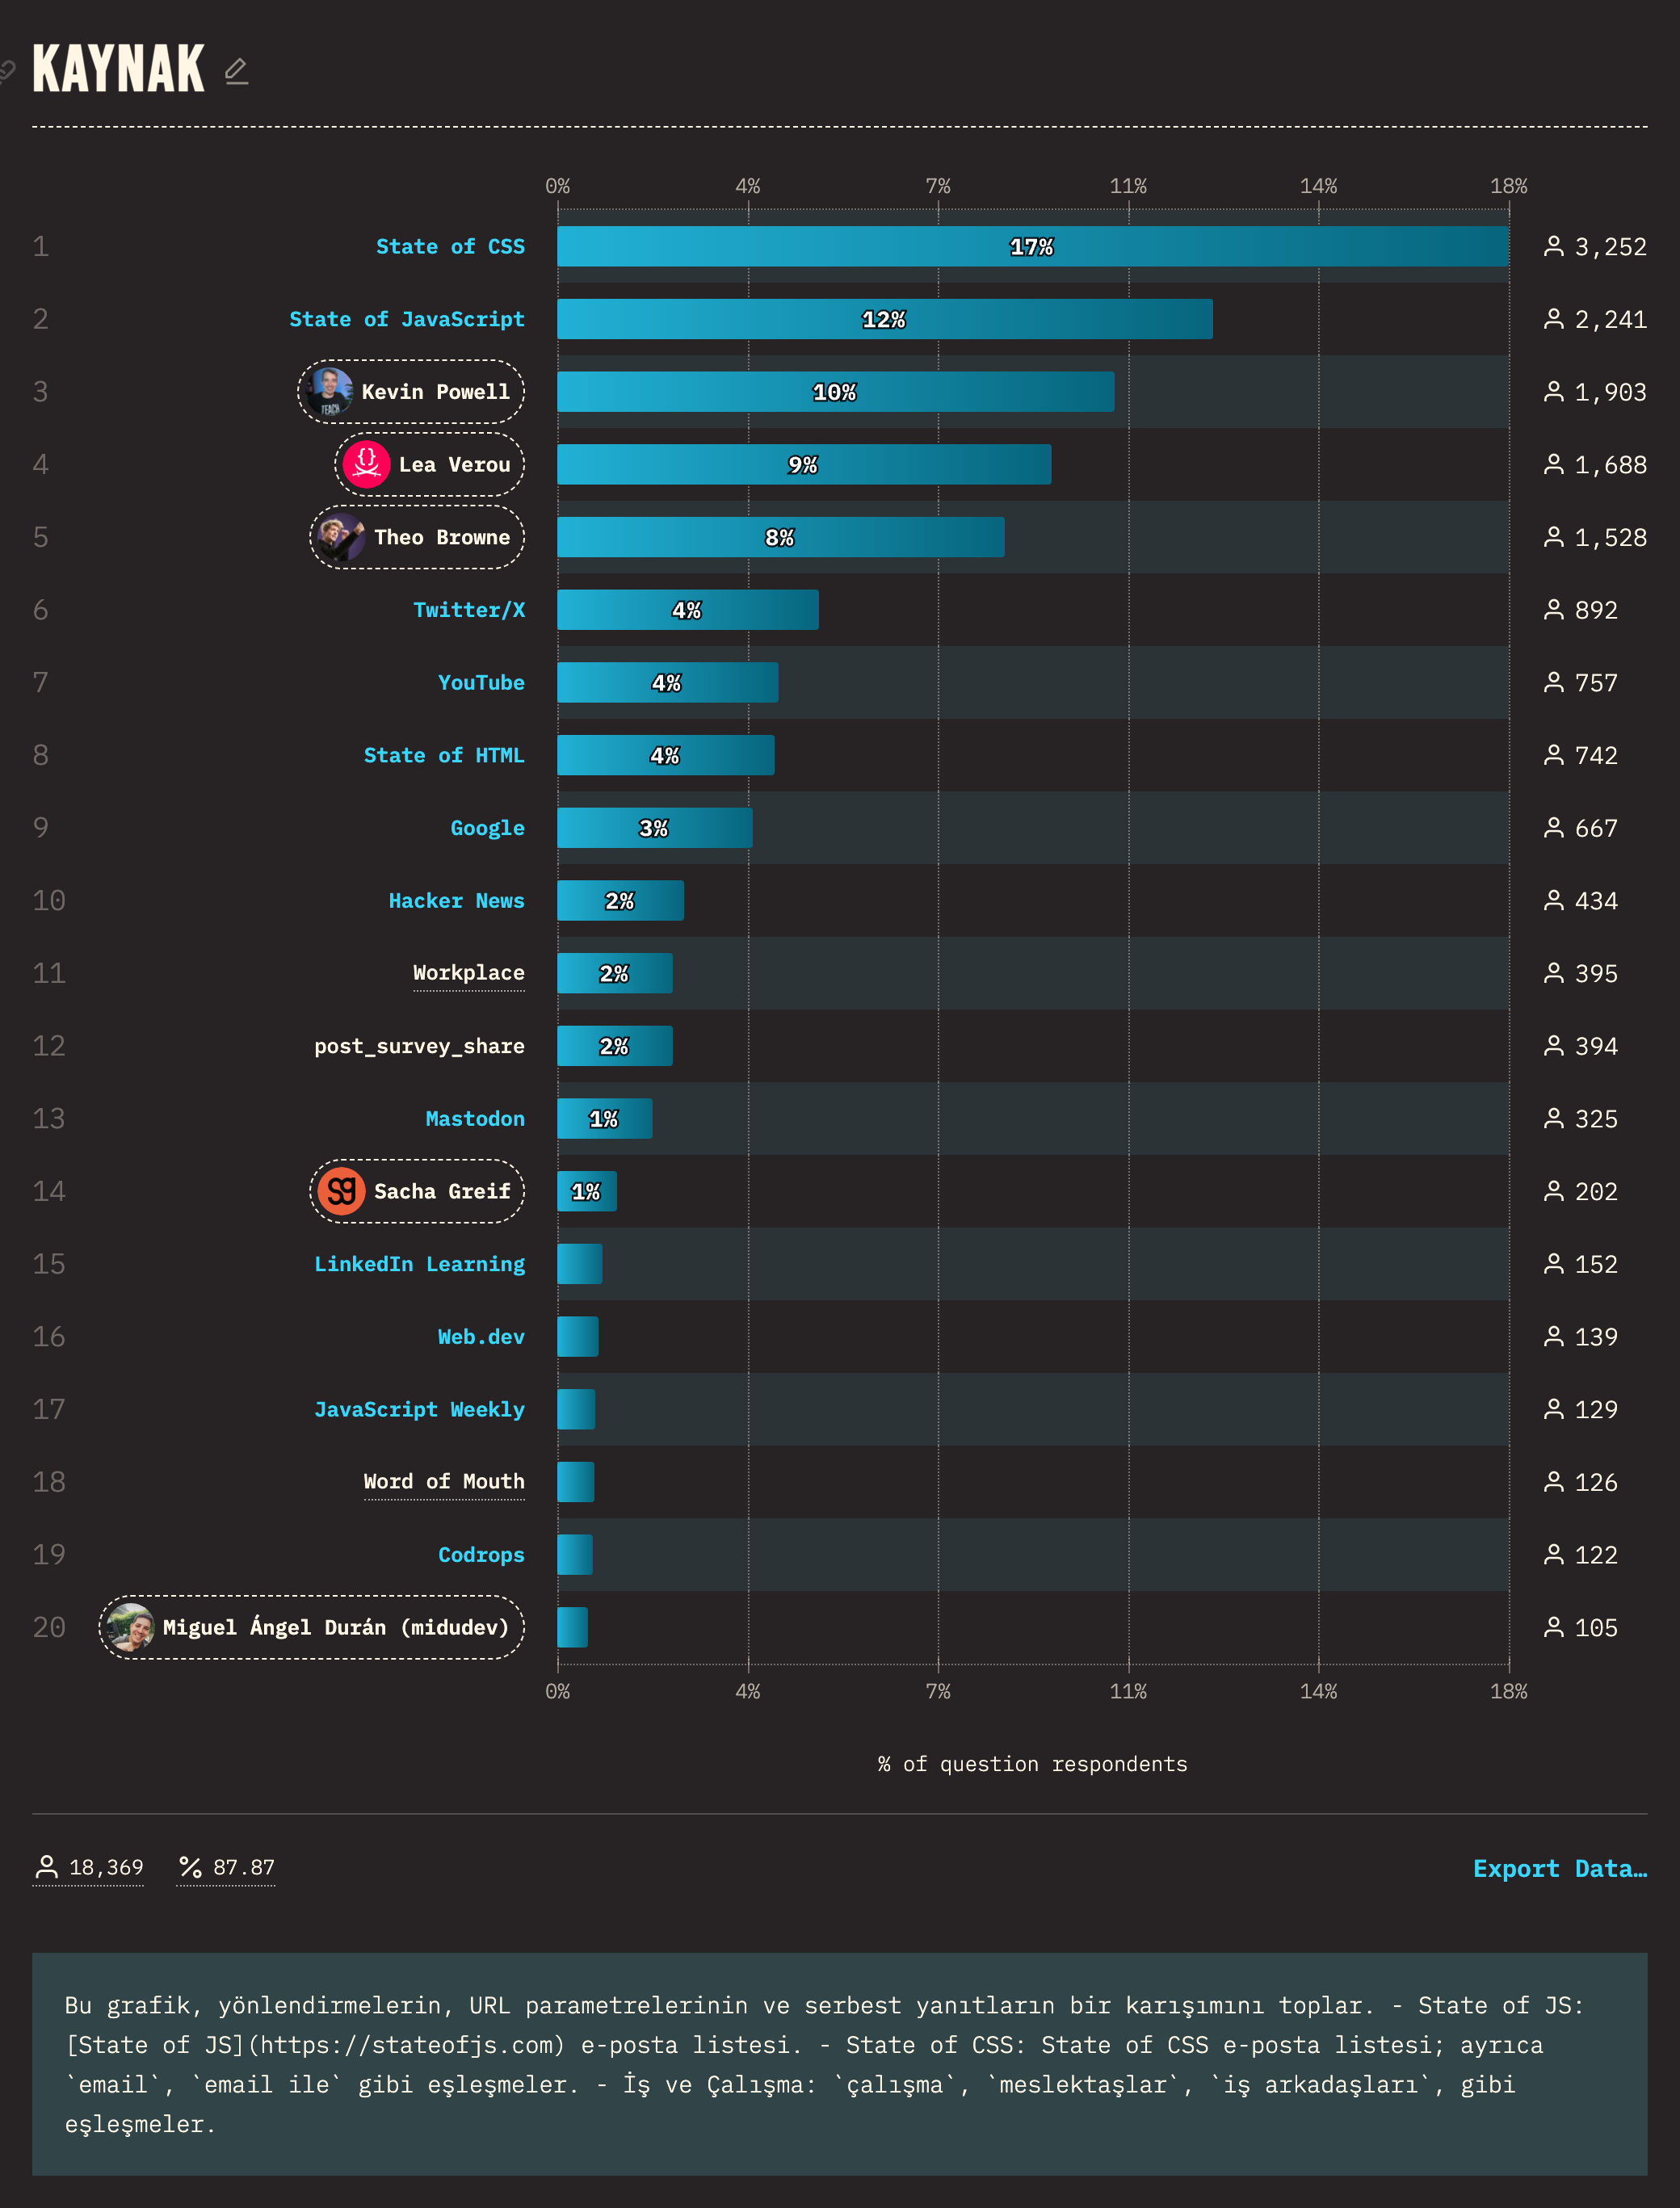 KAYNAK
0% 4% 7% 11% 14% 18%
1 State of CSS 17% 3,252
2 State of JavaScript 12% 2,241
3 Kevin Powell 10% 1,903
4 Lea Verou 9% 1,688
5 Theo Browne 8% 1,528
6 Twitter/X 4% 892
7 YouTube 4% 757
8 State of HTML 4% 742
9 Google 3% 667
10 Hacker News 2% 434
11 Workplace 2% 395
12 post_survey_share 2% 394
13 Mastodon 1% 325
14 Sacha Greif 1% 202
15 LinkedIn Learning 152
16 Web.dev 139
17 JavaScript Weekly 129
18 Word of Mouth 126
19 Codrops 122
20 Miguel Ángel Durán (midudev) 105
0% 4% 7% 11% 14% 18%
% of question respondents
18,369 % 87.87 Export Data…
Bu grafik, yönlendirmelerin, URL parametrelerinin ve serbest yanıtların bir karışımını toplar. - State of JS:
[State of JS](https://stateofjs.com) e-posta listesi. - State of CSS: State of CSS e-posta listesi; ayrıca
`email`, `email ile` gibi eşleşmeler. - İş ve Çalışma: `çalışma`, `meslektaşlar`, `iş arkadaşları`, gibi
eşleşmeler.